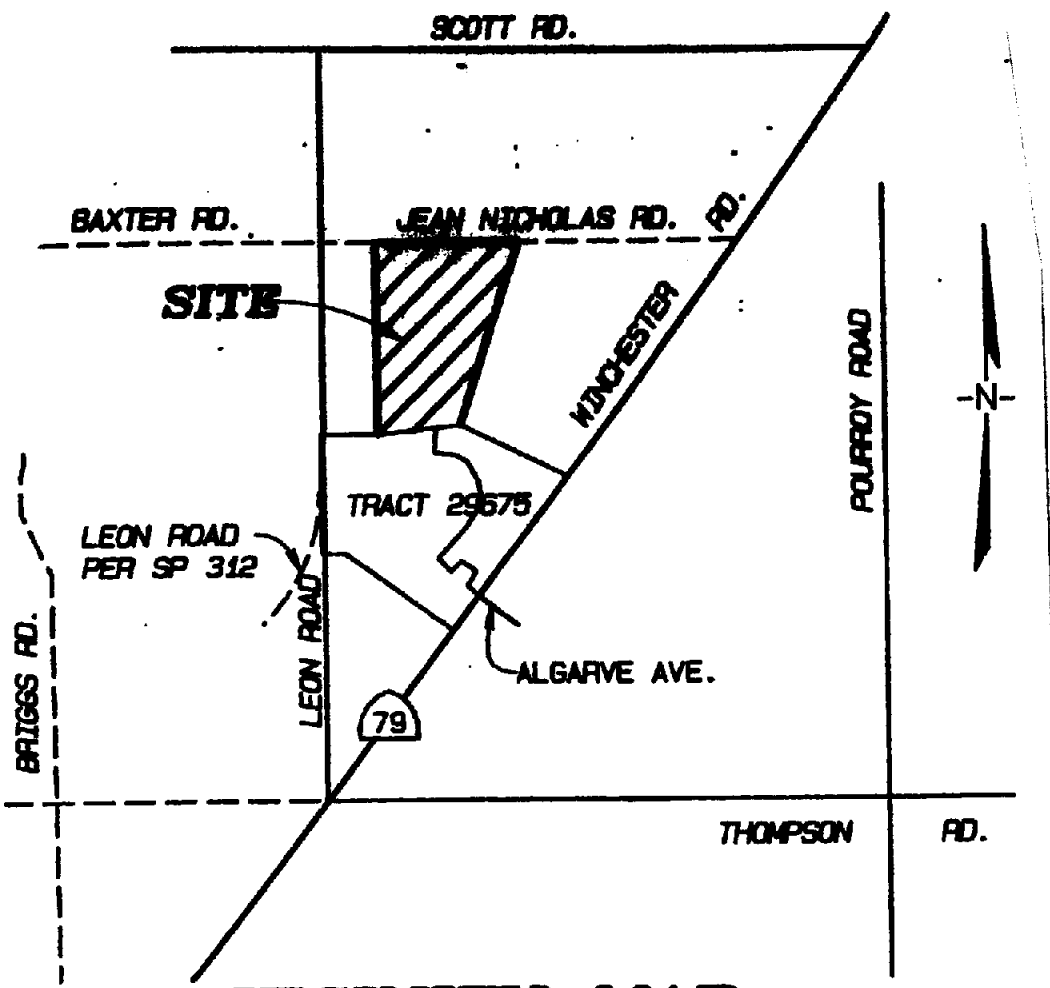 SCOTT RD.
BAXTER RD.
JEAN NICHOLAS RD.
WINCHESTER RD.
SITE
POURROY ROAD
-N-
TRACT 29675
LEON ROAD
PER SP 312
LEON ROAD
BRIGGS RD.
ALGARVE AVE.
79
THOMPSON RD.